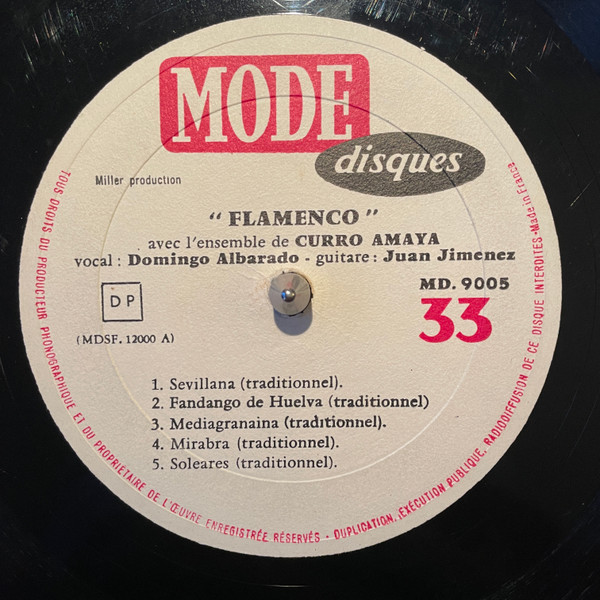 MODE
disques
Miller production
" FLAMENCO "
avec l'ensemble de CURRO AMAYA
vocal : Domingo Albarado - guitare : Juan Jimenez
MD. 9005
DP
33
(MDSF. 12000 A)
1. Sevillana (traditionnel).
2. Fandango de Huelva (traditionnel)
3. Mediagranaina (traditionnel).
4. Mirabra (traditionnel).
5. Soleares (traditionnel).
TOUS DROITS DU PRODUCTEUR PHONOGRAPHIQUE ET DU PROPRIETAIRE DE L'ŒUVRE ENREGISTRÉE RÉSERVÉS - DUPLICATION, EXÉCUTION PUBLIQUE, RADIODIFFUSION DE CE DISQUE INTERDITES - Made in France